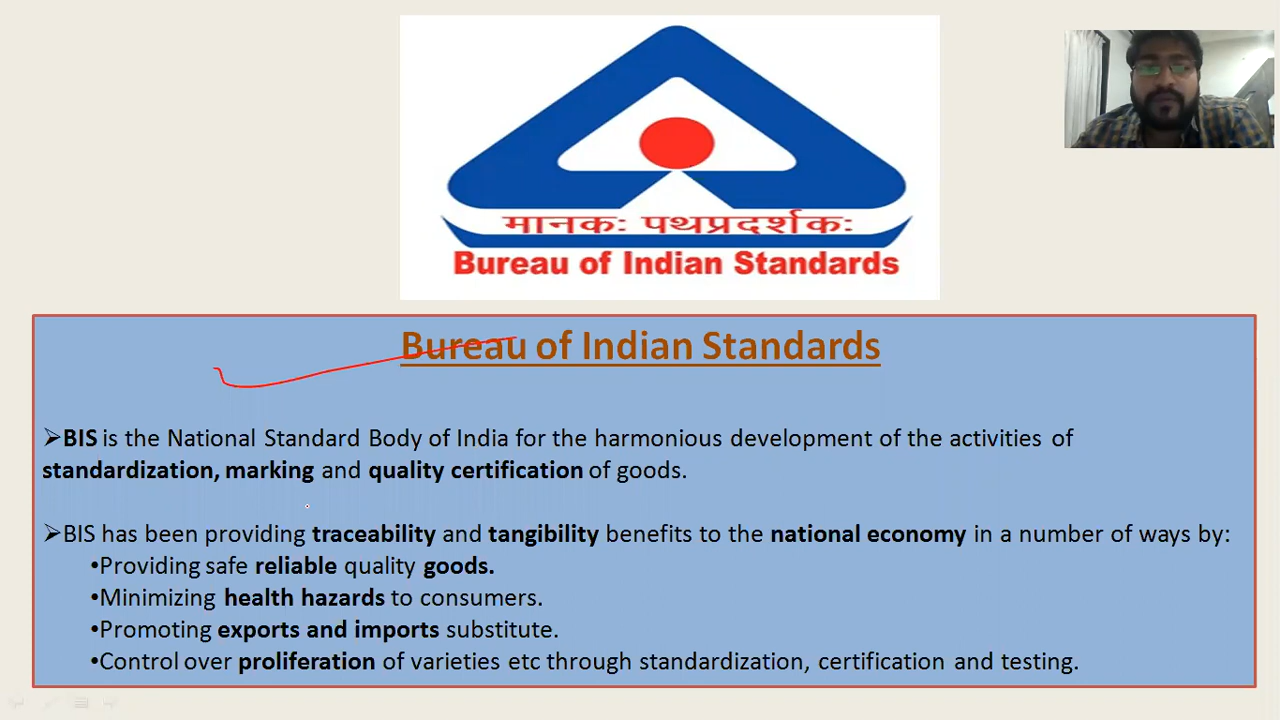 मानकः पथप्रदर्शकः
Bureau of Indian Standards
Bureau of Indian Standards
➢BIS is the National Standard Body of India for the harmonious development of the activities of
standardization, marking and quality certification of goods.
➢BIS has been providing traceability and tangibility benefits to the national economy in a number of ways by:
•Providing safe reliable quality goods.
•Minimizing health hazards to consumers.
•Promoting exports and imports substitute.
•Control over proliferation of varieties etc through standardization, certification and testing.